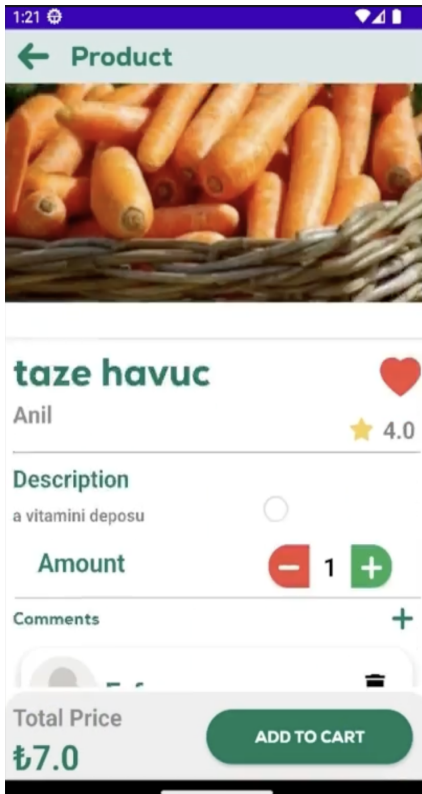 1:21
Product
taze havuc
Anil
4.0
Description
a vitamini deposu
Amount
1
Comments
Total Price
₺7.0
ADD TO CART